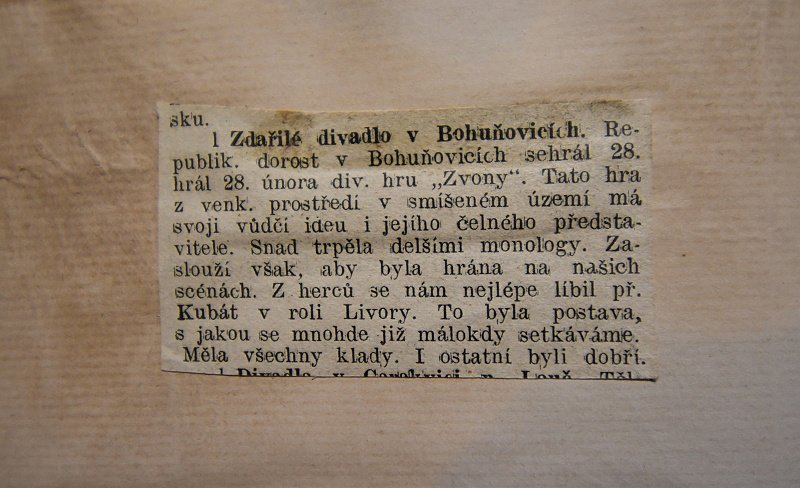 sku.
l Zdařilé divadlo v Bohuňovicích. Re-
publik. dorost v Bohuňovicích sehrál 28.
hrál 28. února div. hru „Zvony“. Tato hra
z venk. prostředí v smíšeném území má
svoji vůdčí ideu i jejího čelného představ-
vitele. Snad trpěla delšími monology. Za-
slouží však, aby byla hrána na našich
scénách. Z herců se nám nejlépe líbil př.
Kubát v roli Livory. To byla postava,
s jakou se mnohde již málokdy setkáváme.
Měla všechny klady. I ostatní byli dobří.
l Divadlo v